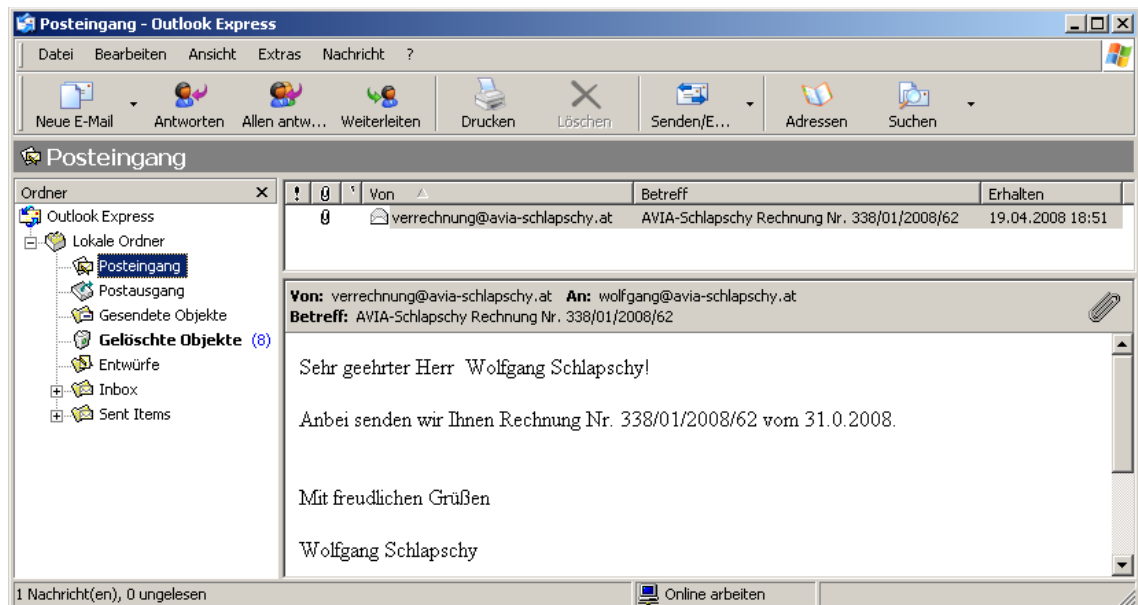 Posteingang - Outlook Express
Datei Bearbeiten Ansicht Extras Nachricht ?
Neue E-Mail Antworten Allen antw... Weiterleiten Drucken Löschen Senden/E... Adressen Suchen
Posteingang
Ordner
Outlook Express
Lokale Ordner
Posteingang
Postausgang
Gesendete Objekte
Gelöschte Objekte (8)
Entwürfe
Inbox
Sent Items
Von Betreff Erhalten
verrechnung@avia-schlapschy.at AVIA-Schlapschy Rechnung Nr. 338/01/2008/62 19.04.2008 18:51
Von: verrechnung@avia-schlapschy.at An: wolfgang@avia-schlapschy.at
Betreff: AVIA-Schlapschy Rechnung Nr. 338/01/2008/62
Sehr geehrter Herr  Wolfgang Schlapschy!
Anbei senden wir Ihnen Rechnung Nr. 338/01/2008/62 vom 31.0.2008.
Mit freudlichen Grüßen
Wolfgang Schlapschy
1 Nachricht(en), 0 ungelesen
Online arbeiten